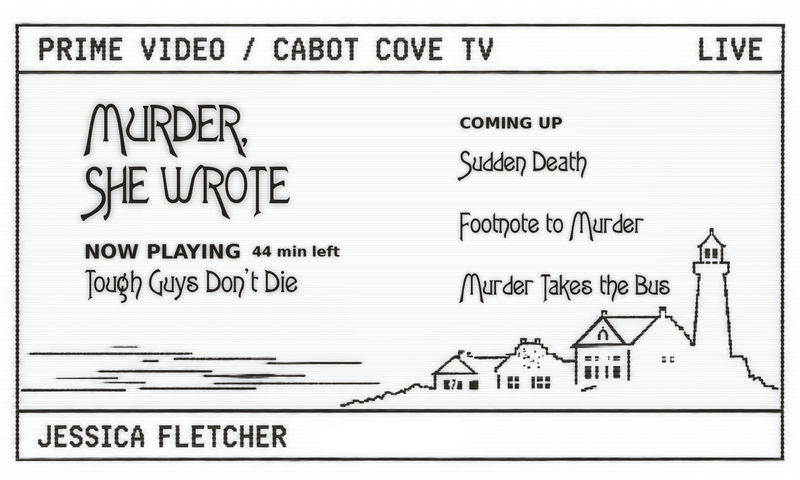 PRIME VIDEO / CABOT COVE TV
LIVE
MURDER,
SHE WROTE
NOW PLAYING 44 min left
Tough Guys Don't Die
COMING UP
Sudden Death
Footnote to Murder
Murder Takes the Bus
JESSICA FLETCHER